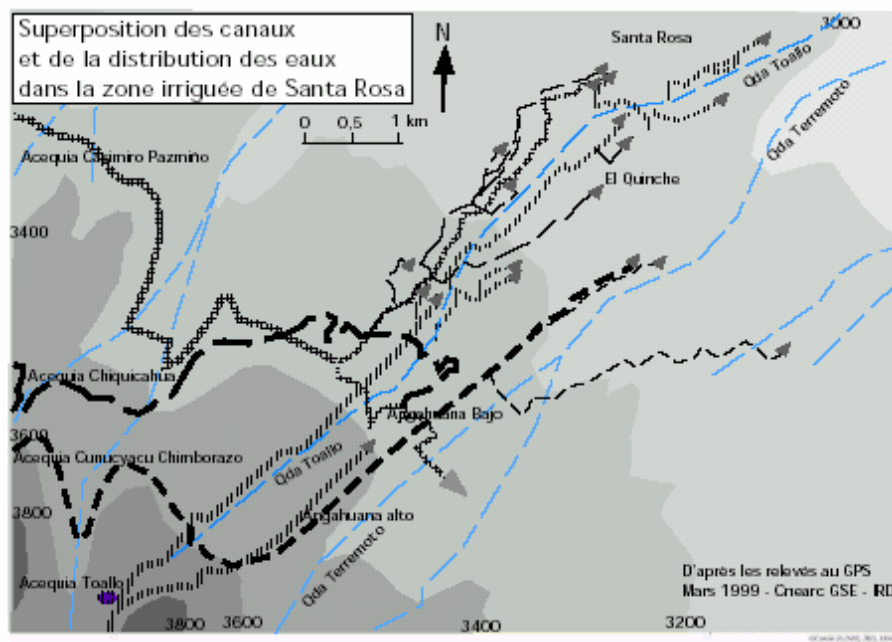 Superposition des canaux
et de la distribution des eaux
dans la zone irriguée de Santa Rosa
N
0 0,5 1 km
Santa Rosa
3000
Qda Toallo
Qda Terremoto
Acequia Casimiro Pazmiño
El Quinche
3400
Acequia Chiquicahua
Angahuana Bajo
3600
Acequia Cunucyacu Chimborazo
Qda Toallo
3800
Angahuana alto
Qda Terremoto
Acequia Toallo
D'après les relevés au GPS
Mars 1999 - Cnearc GSE - IRD
3800 3600 3400 3200